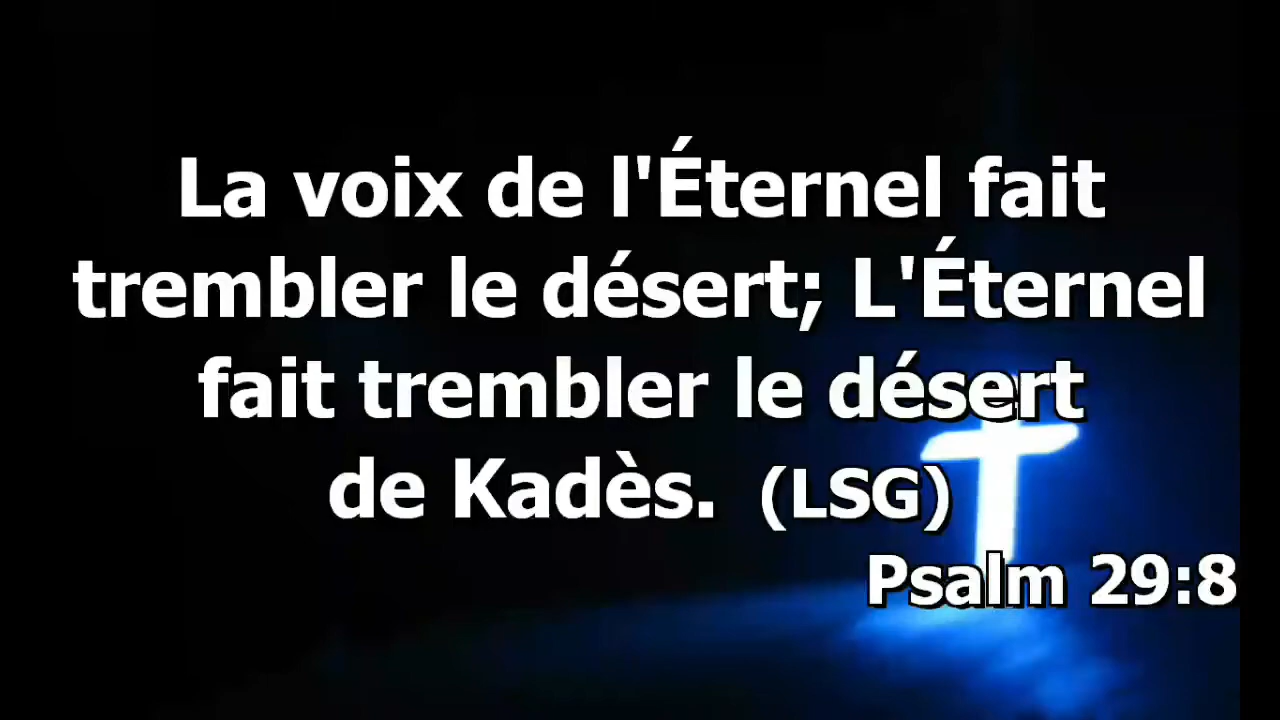 La voix de l'Éternel fait
trembler le désert; L'Éternel
fait trembler le désert
de Kadès. (LSG)
Psalm 29:8